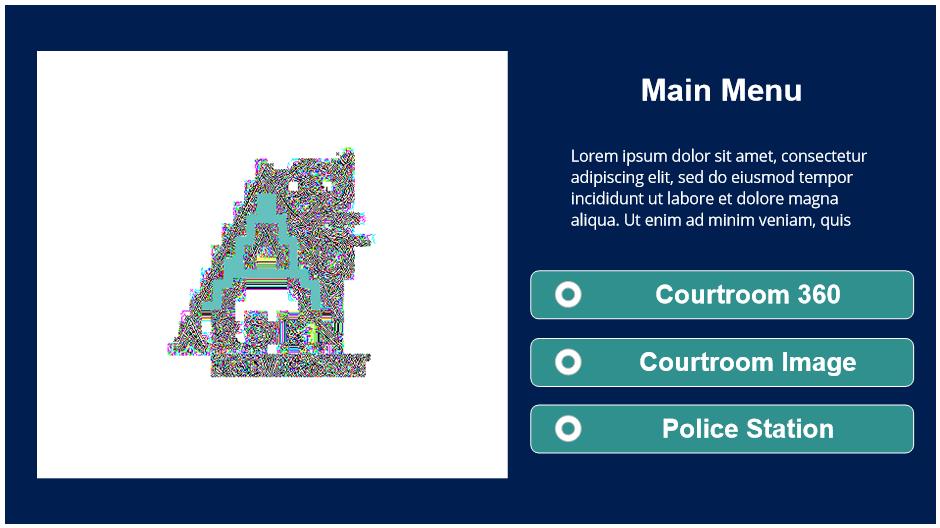 Main Menu
Lorem ipsum dolor sit amet, consectetur
adipiscing elit, sed do eiusmod tempor
incididunt ut labore et dolore magna
aliqua. Ut enim ad minim veniam, quis
Courtroom 360
Courtroom Image
Police Station